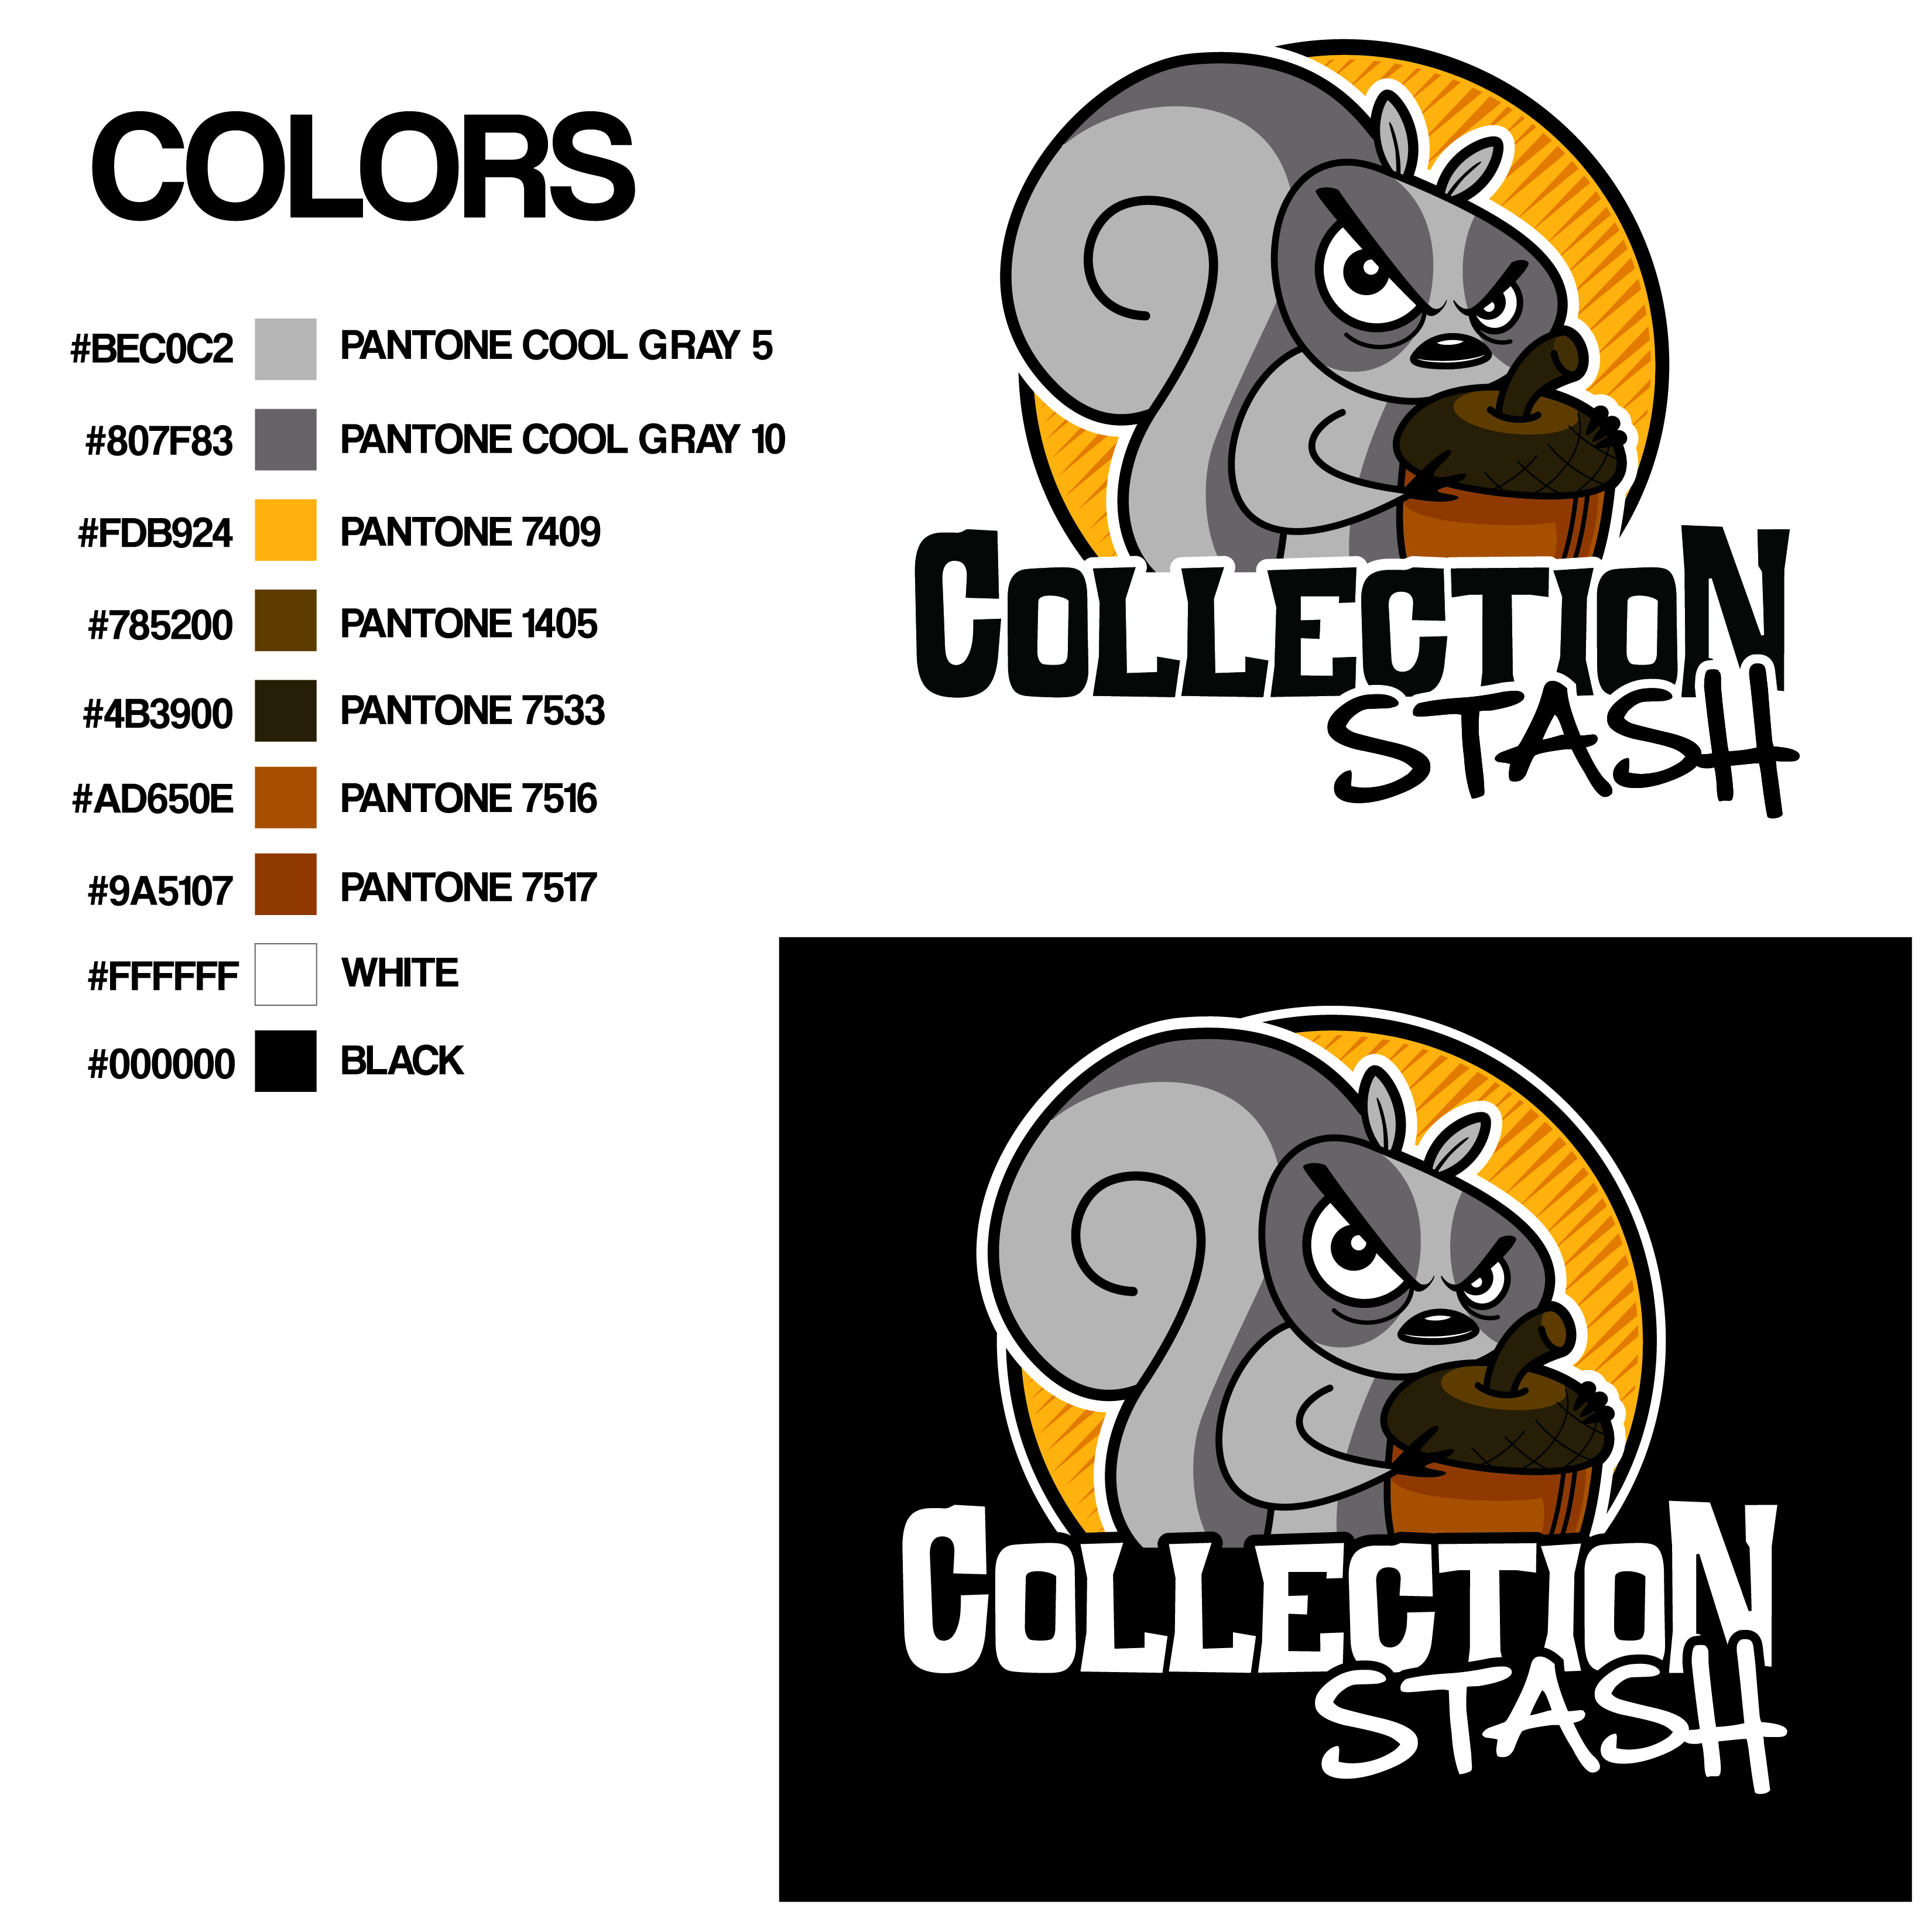 COLORS
#BEC0C2 PANTONE COOL GRAY 5
#807F83 PANTONE COOL GRAY 10
#FDB924 PANTONE 7409
#785200 PANTONE 1405
#4B3900 PANTONE 7533
#AD650E PANTONE 7516
#9A5107 PANTONE 7517
#FFFFFF WHITE
#000000 BLACK
COLLECTION
STASH
COLLECTION
STASH